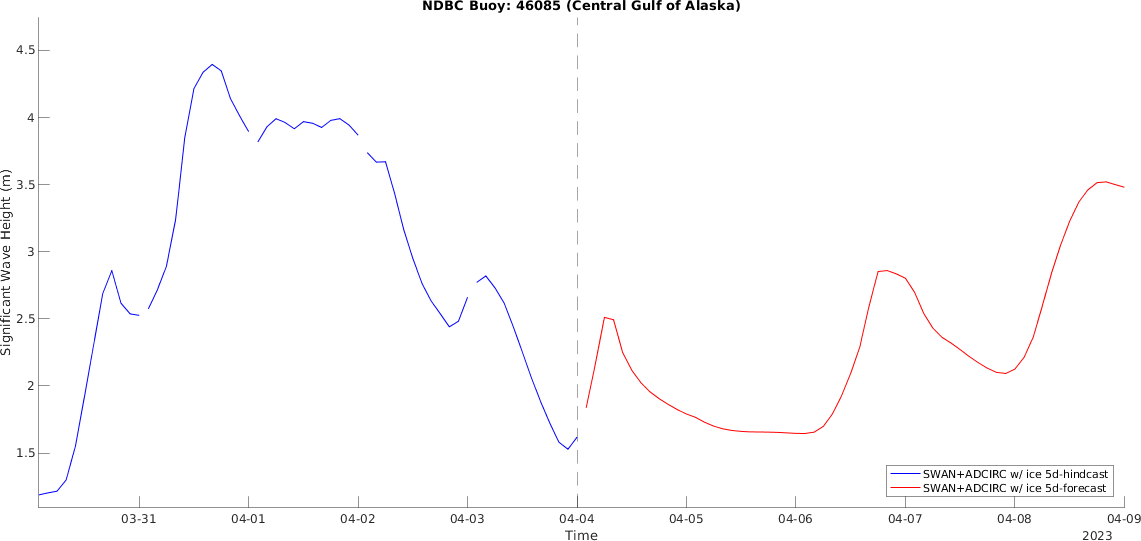 NDBC Buoy: 46085 (Central Gulf of Alaska)
Significant Wave Height (m)
4.5
4
3.5
3
2.5
2
1.5
SWAN+ADCIRC w/ ice 5d-hindcast
SWAN+ADCIRC w/ ice 5d-forecast
03-31 04-01 04-02 04-03 04-04 04-05 04-06 04-07 04-08 04-09
Time
2023